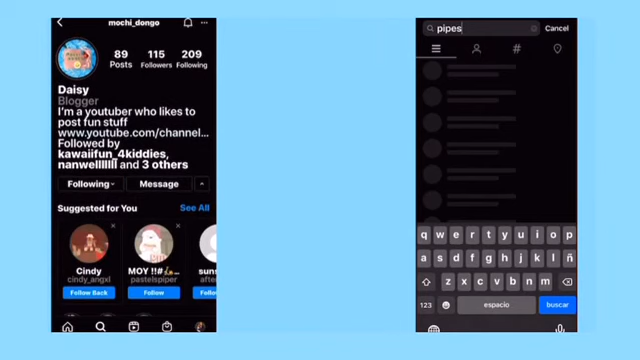 mochi_dongo
89 115 209
Posts Followers Following
Daisy
Blogger
I'm a youtuber who likes to
post fun stuff
www.youtube.com/channel...
Followed by
kawaiifun_4kiddies,
nanwelllllll and 3 others
Following Message
Suggested for You See All
Cindy MOY !!#
cindy_angxl pastelspiper
Follow Back Follow
pipes Cancel
#
q w e r t y u i o p
a s d f g h j k l ñ
z x c v b n m
123 espacio buscar